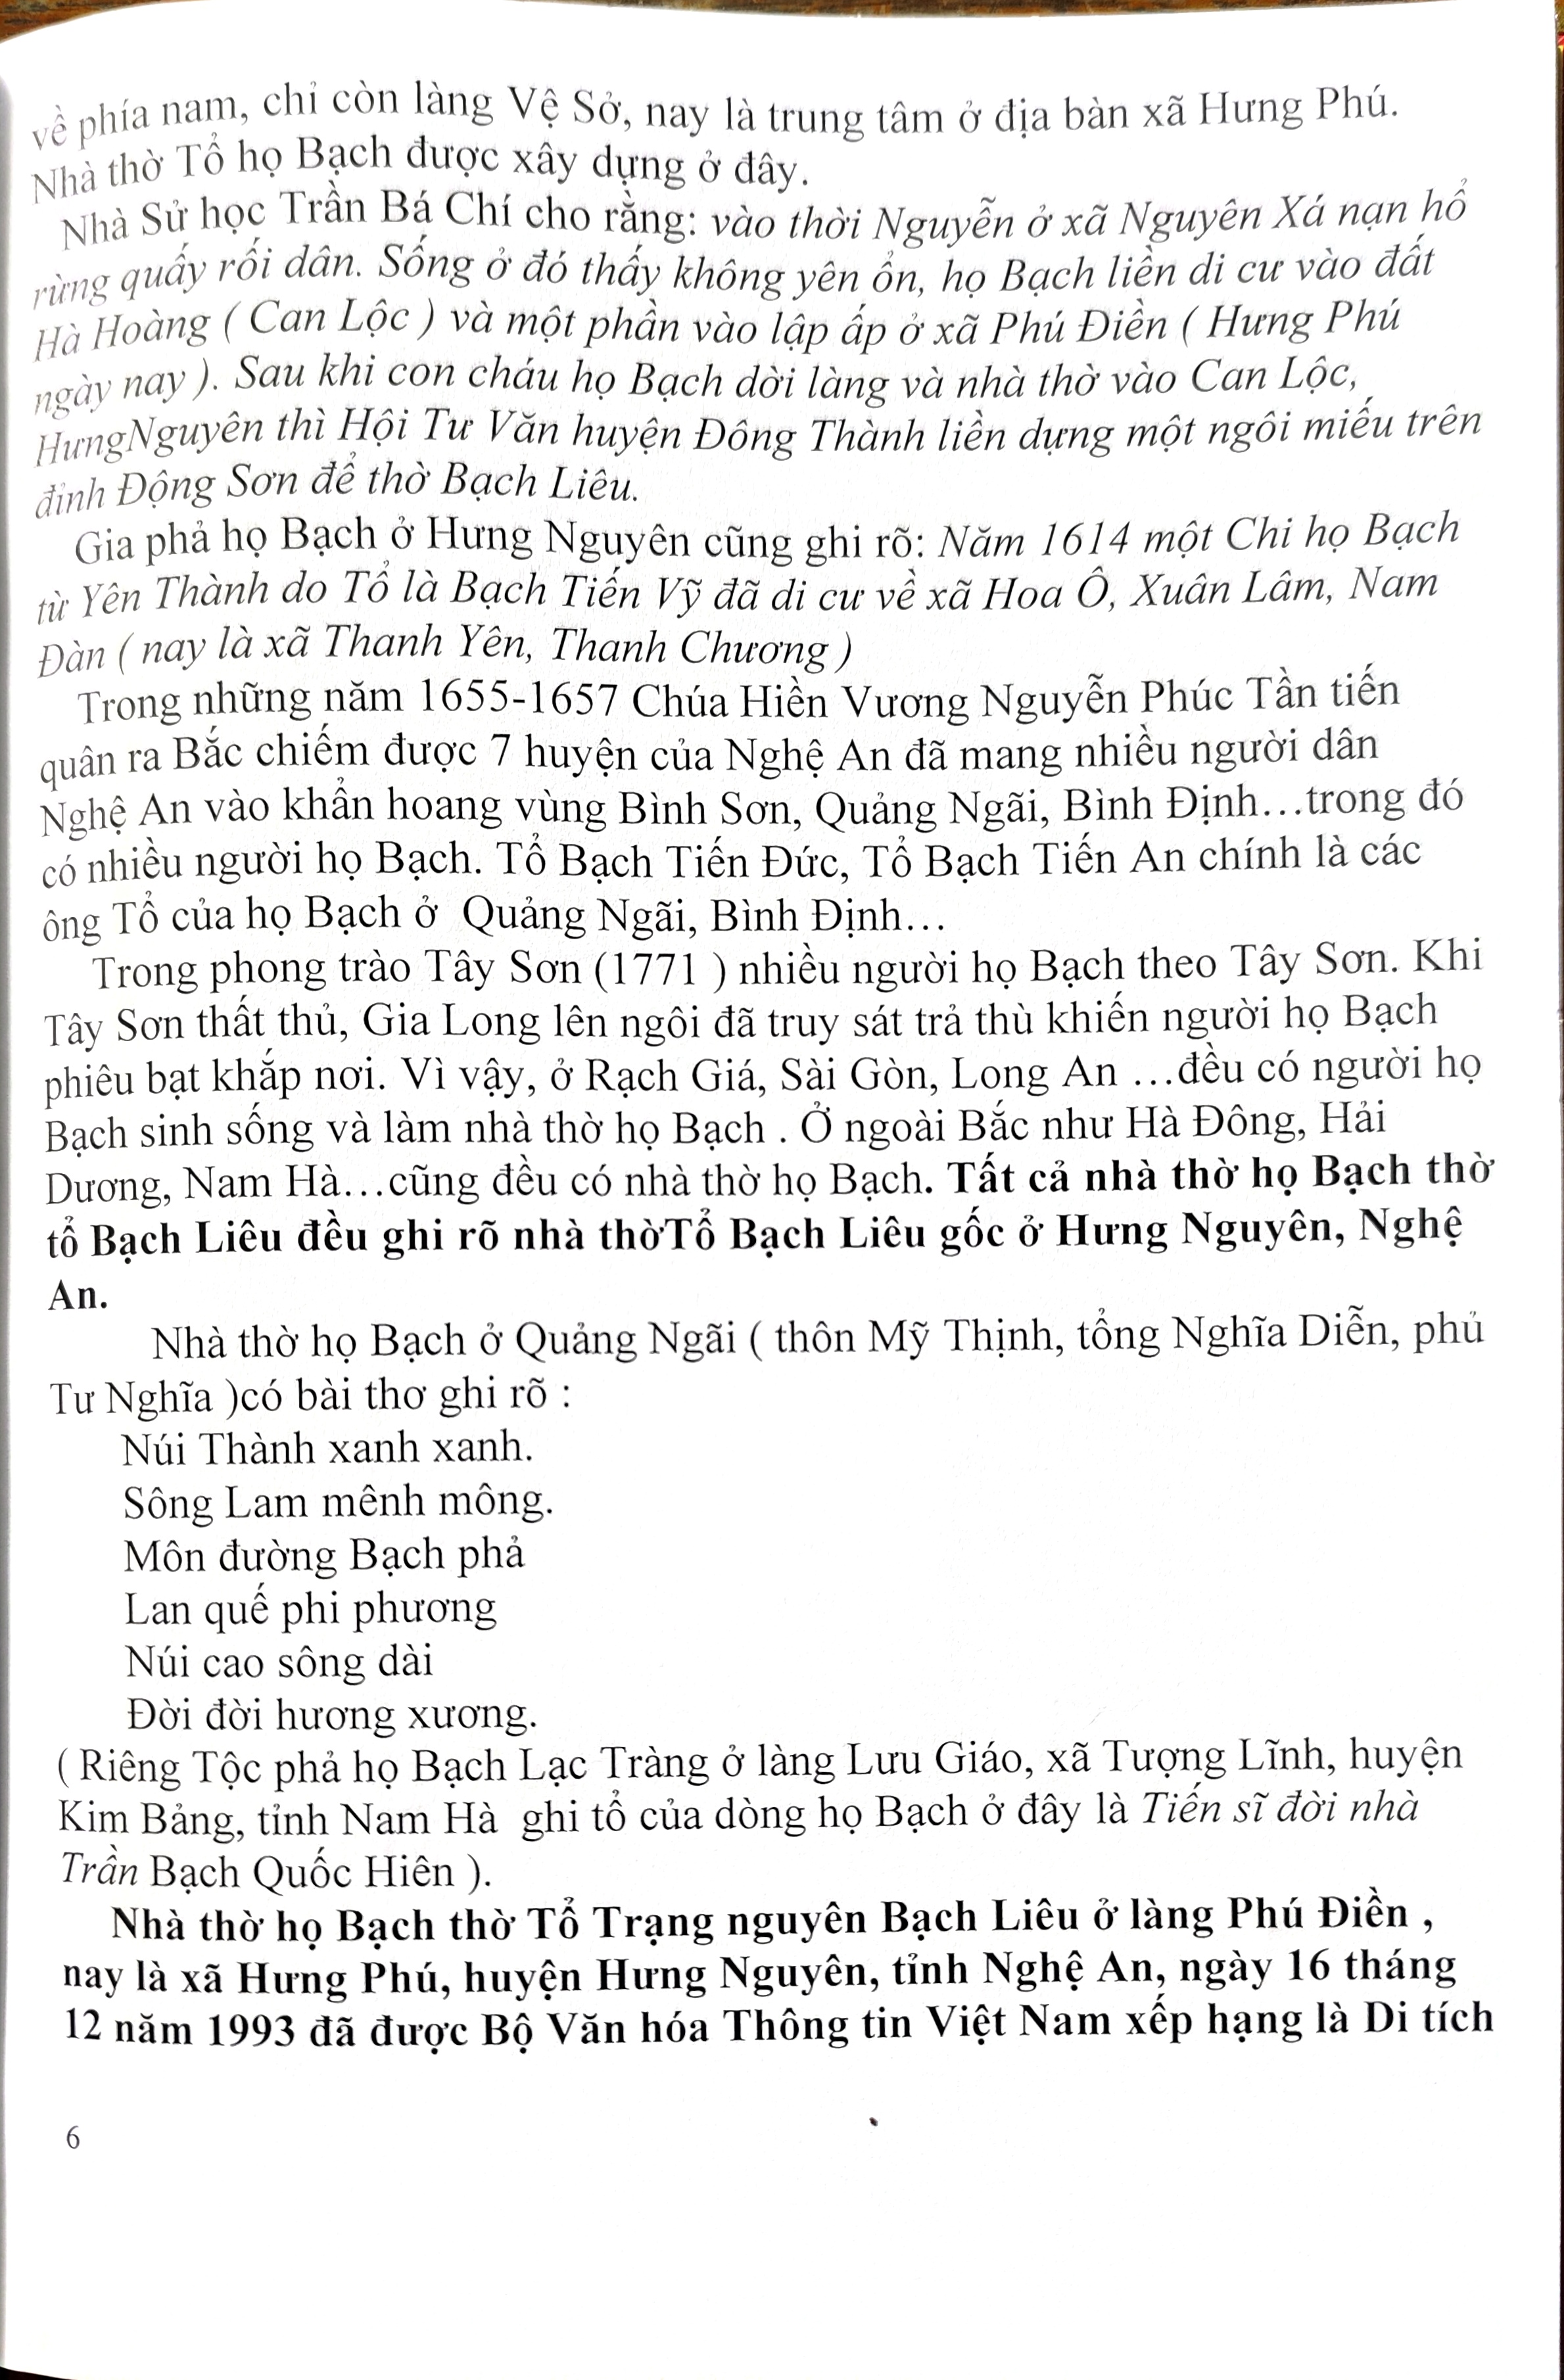 về phía nam, chỉ còn làng Vệ Sở, nay là trung tâm ở địa bàn xã Hưng Phú.
Nhà thờ Tổ họ Bạch được xây dựng ở đây.
Nhà Sử học Trần Bá Chí cho rằng: vào thời Nguyễn ở xã Nguyên Xá nạn hổ
rừng quấy rối dân. Sống ở đó thấy không yên ổn, họ Bạch liền di cư vào đất
Hà Hoàng ( Can Lộc ) và một phần vào lập ấp ở xã Phú Điền ( Hưng Phú
ngày nay ). Sau khi con cháu họ Bạch dời làng và nhà thờ vào Can Lộc,
HưngNguyên thì Hội Tư Văn huyện Đông Thành liền dựng một ngôi miếu trên
đỉnh Động Sơn để thờ Bạch Liêu.
Gia phả họ Bạch ở Hưng Nguyên cũng ghi rõ: Năm 1614 một Chi họ Bạch
từ Yên Thành do Tổ là Bạch Tiến Vỹ đã di cư về xã Hoa Ô, Xuân Lâm, Nam
Đàn ( nay là xã Thanh Yên, Thanh Chương )
Trong những năm 1655-1657 Chúa Hiền Vương Nguyễn Phúc Tần tiến
quân ra Bắc chiếm được 7 huyện của Nghệ An đã mang nhiều người dân
Nghệ An vào khẩn hoang vùng Bình Sơn, Quảng Ngãi, Bình Định...trong đó
có nhiều người họ Bạch. Tổ Bạch Tiến Đức, Tổ Bạch Tiến An chính là các
ông Tổ của họ Bạch ở Quảng Ngãi, Bình Định...
Trong phong trào Tây Sơn (1771 ) nhiều người họ Bạch theo Tây Sơn. Khi
Tây Sơn thất thủ, Gia Long lên ngôi đã truy sát trả thù khiến người họ Bạch
phiêu bạt khắp nơi. Vì vậy, ở Rạch Giá, Sài Gòn, Long An ...đều có người họ
Bạch sinh sống và làm nhà thờ họ Bạch . Ở ngoài Bắc như Hà Đông, Hải
Dương, Nam Hà...cũng đều có nhà thờ họ Bạch. Tất cả nhà thờ họ Bạch thờ
tổ Bạch Liêu đều ghi rõ nhà thờTổ Bạch Liêu gốc ở Hưng Nguyên, Nghệ
An.
Nhà thờ họ Bạch ở Quảng Ngãi ( thôn Mỹ Thịnh, tổng Nghĩa Diễn, phủ
Tư Nghĩa )có bài thơ ghi rõ :
Núi Thành xanh xanh.
Sông Lam mênh mông.
Môn đường Bạch phả
Lan quế phi phương
Núi cao sông dài
Đời đời hương xương.
( Riêng Tộc phả họ Bạch Lạc Tràng ở làng Lưu Giáo, xã Tượng Lĩnh, huyện
Kim Bảng, tỉnh Nam Hà ghi tổ của dòng họ Bạch ở đây là Tiến sĩ đời nhà
Trần Bạch Quốc Hiên ).
Nhà thờ họ Bạch thờ Tổ Trạng nguyên Bạch Liêu ở làng Phú Điền ,
nay là xã Hưng Phú, huyện Hưng Nguyên, tỉnh Nghệ An, ngày 16 tháng
12 năm 1993 đã được Bộ Văn hóa Thông tin Việt Nam xếp hạng là Di tích
6